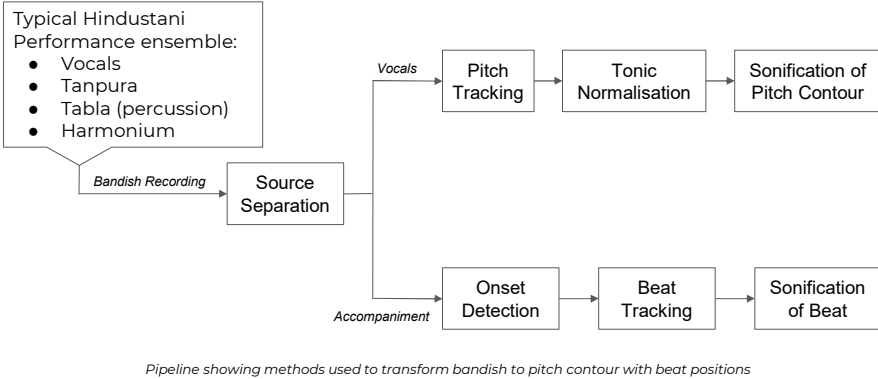 Typical Hindustani
Performance ensemble:
● Vocals
● Tanpura
● Tabla (percussion)
● Harmonium
Bandish Recording
Source
Separation
Vocals
Pitch
Tracking
Tonic
Normalisation
Sonification of
Pitch Contour
Accompaniment
Onset
Detection
Beat
Tracking
Sonification
of Beat
Pipeline showing methods used to transform bandish to pitch contour with beat positions